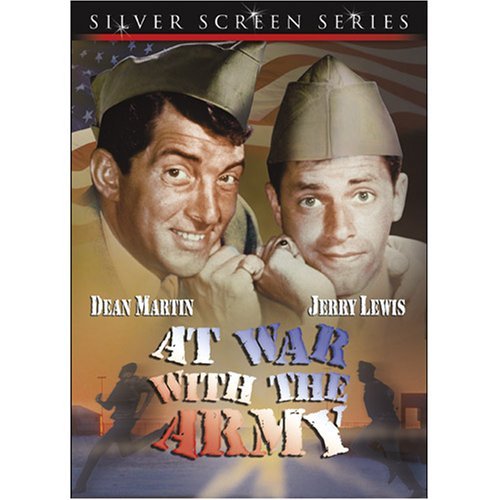 SILVER SCREEN SERIES
DEAN MARTIN JERRY LEWIS
AT WAR
WITH THE
ARMY